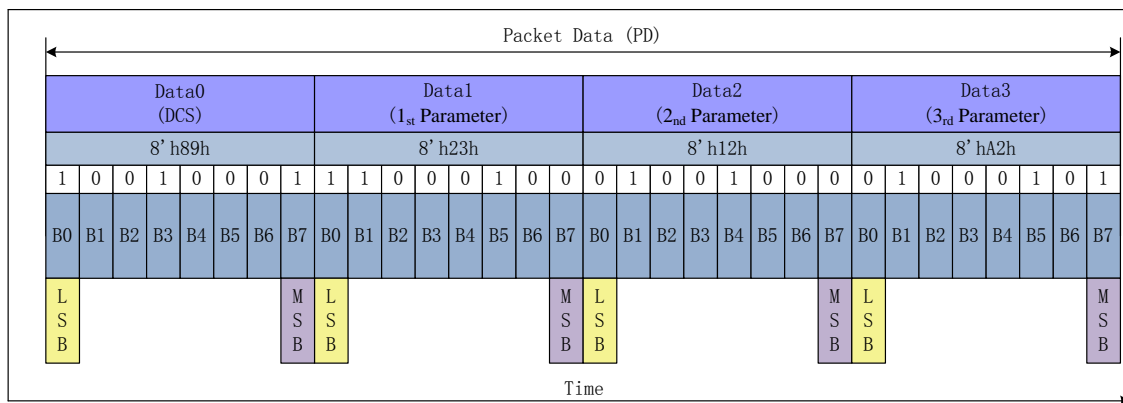 Packet Data (PD)
Data0 Data1 Data2 Data3
(DCS) (1st Parameter) (2nd Parameter) (3rd Parameter)
8'h89h 8'h23h 8'h12h 8'hA2h
1 0 0 1 0 0 0 1 1 1 0 0 0 1 0 0 0 1 0 0 1 0 0 0 0 1 0 0 0 1 0 1
B0 B1 B2 B3 B4 B5 B6 B7 B0 B1 B2 B3 B4 B5 B6 B7 B0 B1 B2 B3 B4 B5 B6 B7 B0 B1 B2 B3 B4 B5 B6 B7
L M L M L M L M
S S S S S S S S
B B B B B B B B
Time